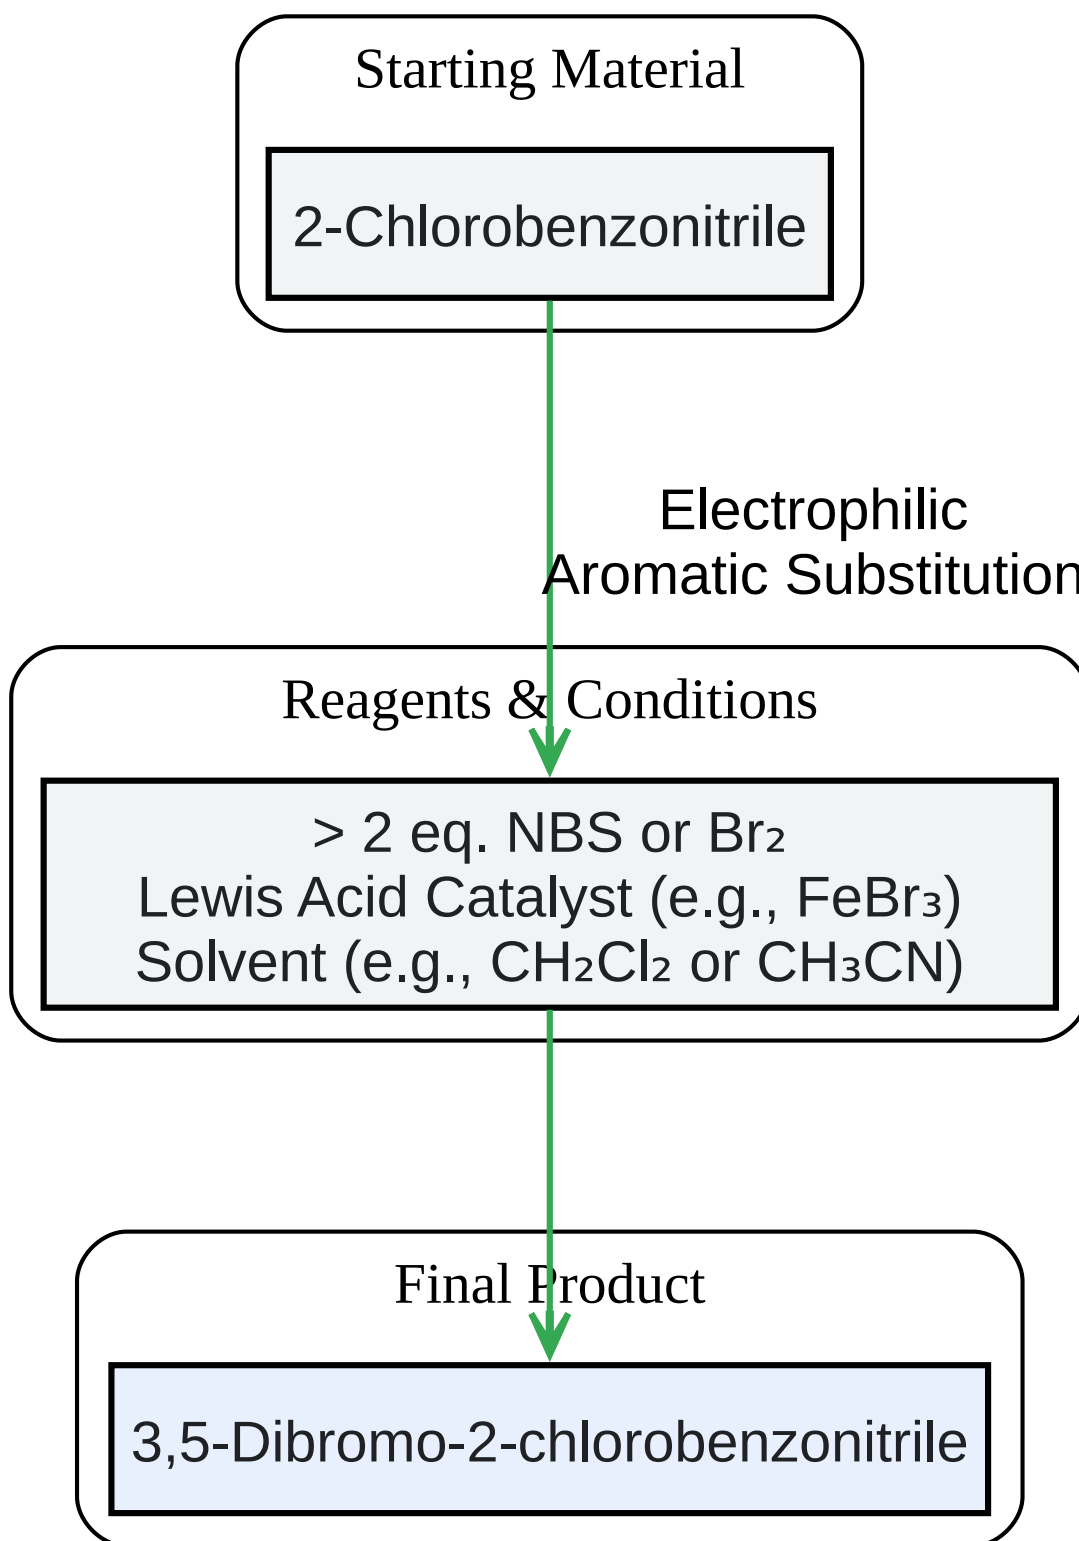 Starting Material
2-Chlorobenzonitrile
Electrophilic
Aromatic Substitution
Reagents & Conditions
> 2 eq. NBS or Br₂
Lewis Acid Catalyst (e.g., FeBr₃)
Solvent (e.g., CH₂Cl₂ or CH₃CN)
Final Product
3,5-Dibromo-2-chlorobenzonitrile